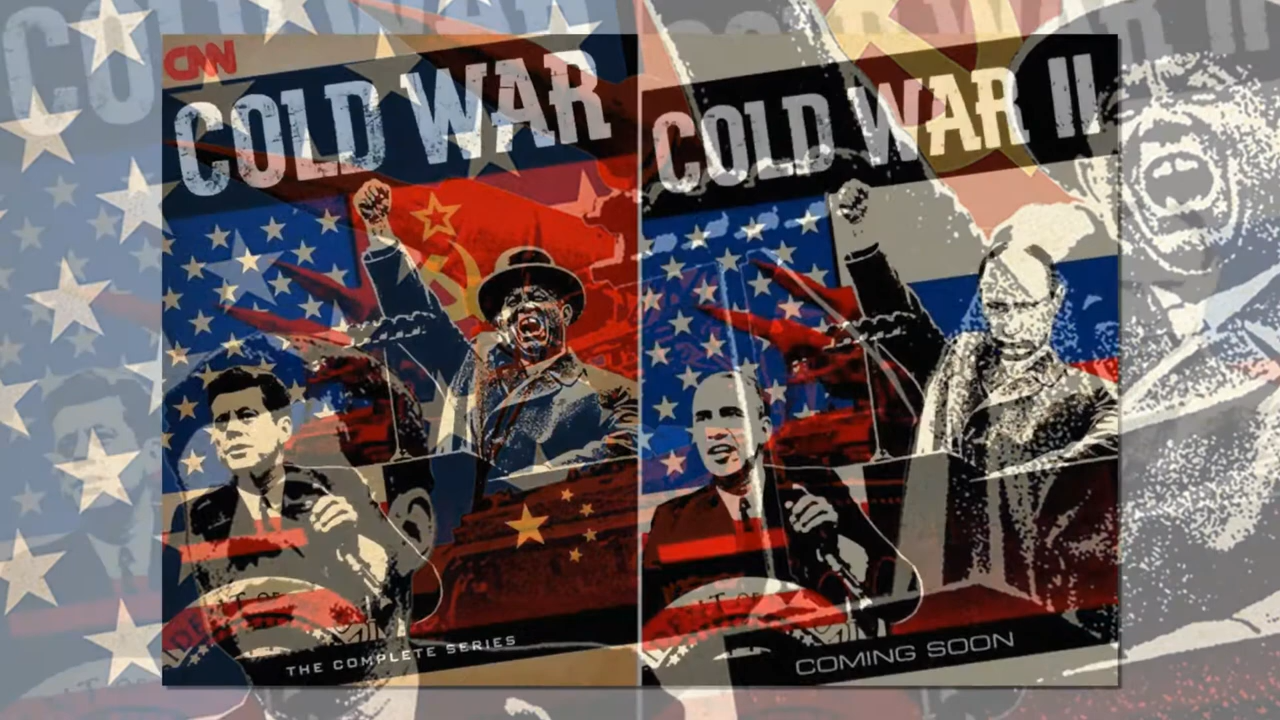 CNN
COLD WAR
THE COMPLETE SERIES
COLD WAR II
COMING SOON